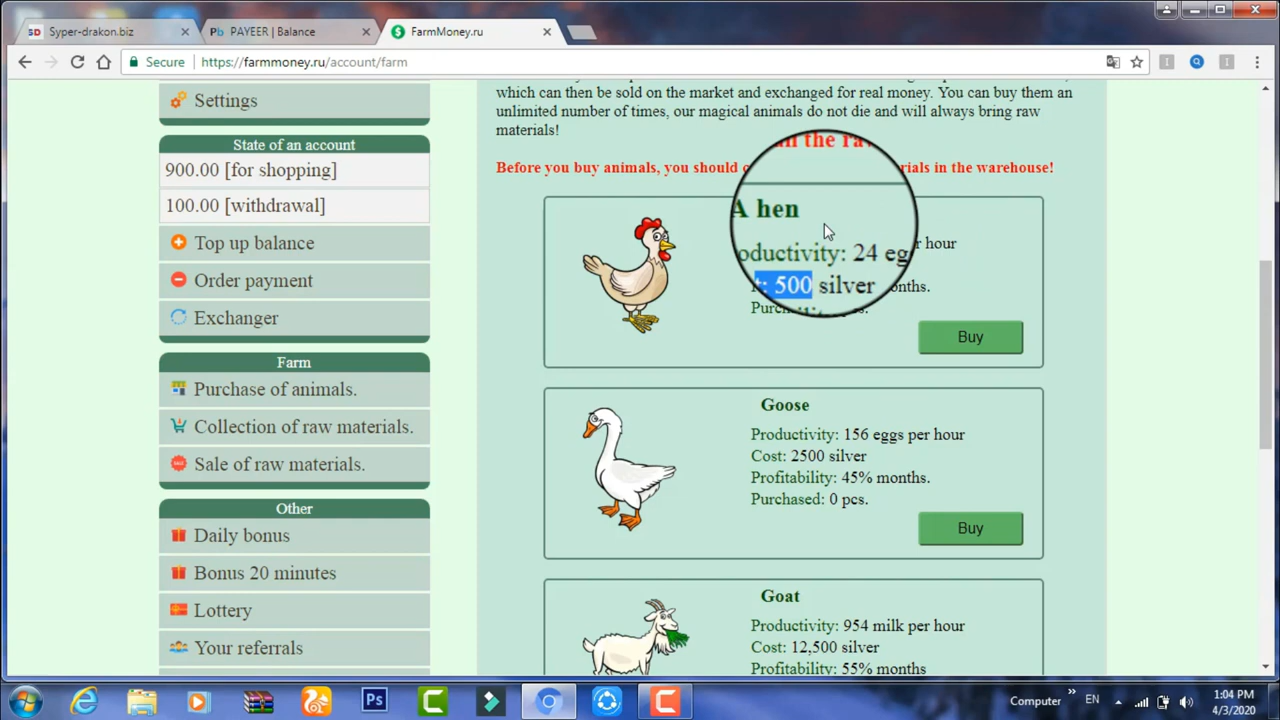 Syper-drakon.biz
PAYEER | Balance
FarmMoney.ru
Secure
https://farmmoney.ru/account/farm
Settings
State of an account
900.00 [for shopping]
100.00 [withdrawal]
Top up balance
Order payment
Exchanger
Farm
Purchase of animals.
Collection of raw materials.
Sale of raw materials.
Other
Daily bonus
Bonus 20 minutes
Lottery
Your referrals
which can then be sold on the market and exchanged for real money. You can buy them an
unlimited number of times, our magical animals do not die and will always bring raw
materials!
Before you buy animals, you should in the warehouse!
A hen
24 hour
500 silver
Buy
Goose
Productivity: 156 eggs per hour
Cost: 2500 silver
Profitability: 45% months.
Purchased: 0 pcs.
Buy
Goat
Productivity: 954 milk per hour
Cost: 12,500 silver
Profitability: 55% months
Ps
Computer
EN
1:04 PM
4/3/2020